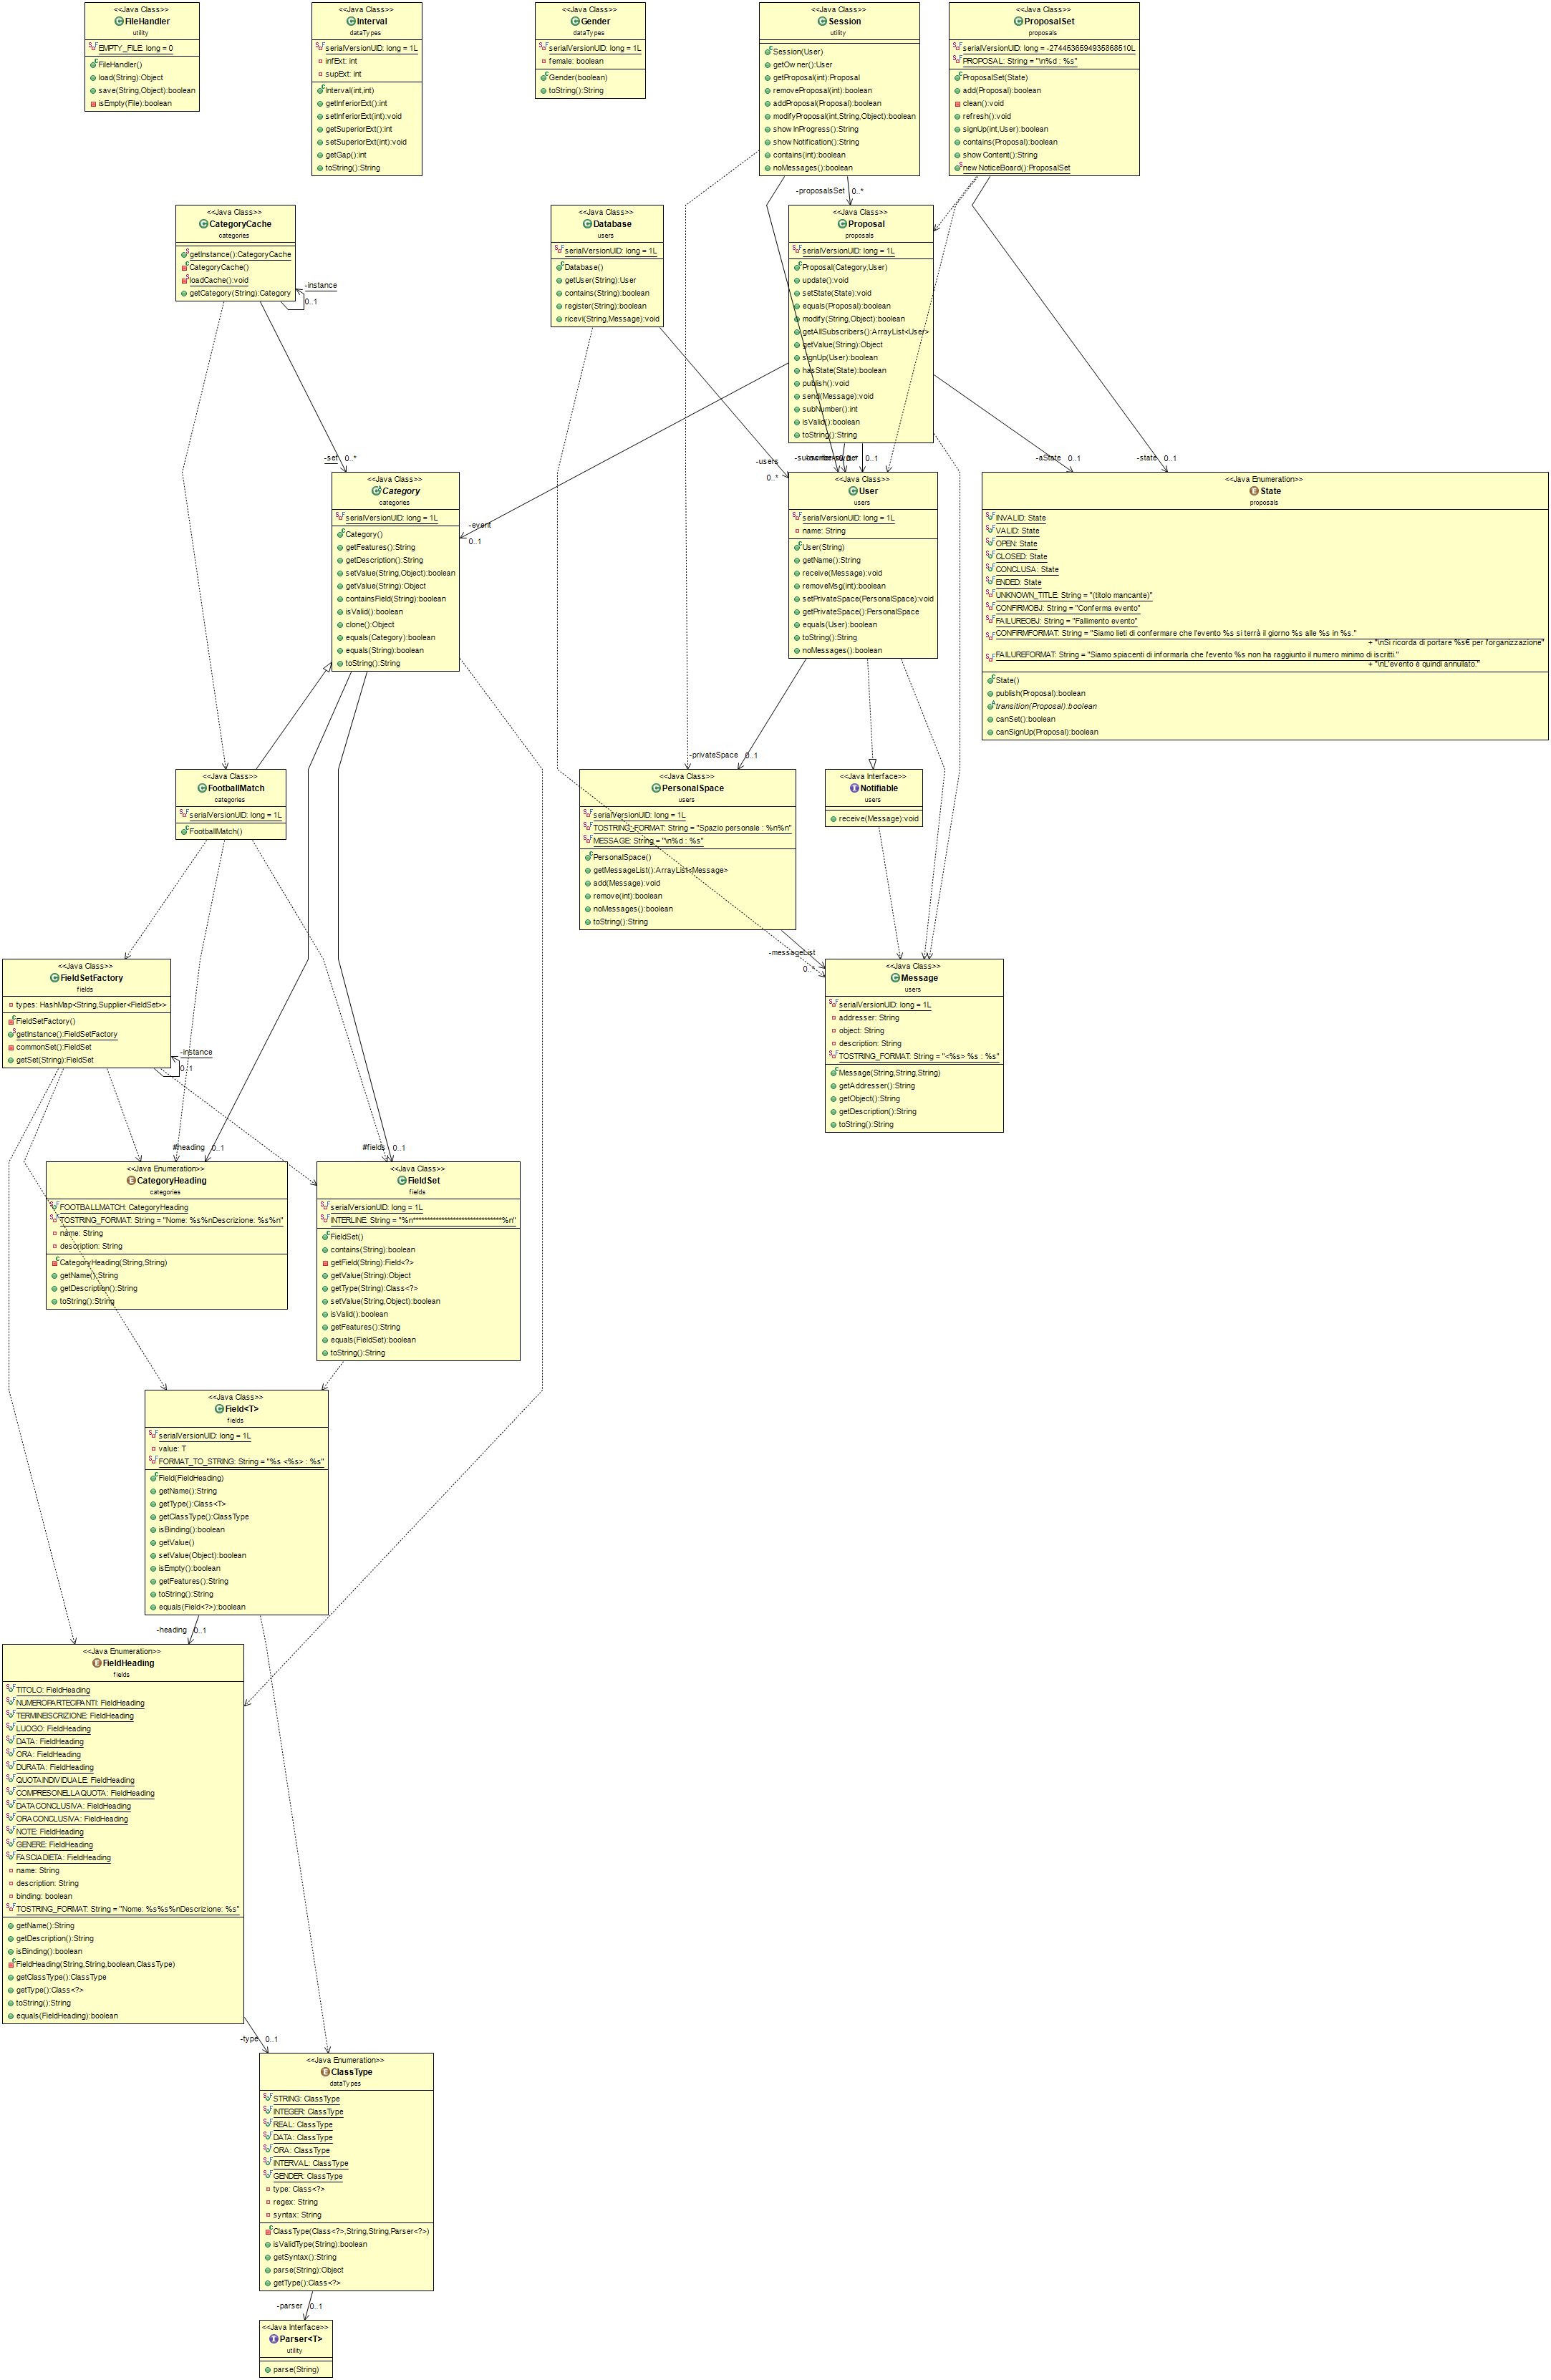 <<Java Class>>
FileHandler
utility
EMPTY_FILE: long = 0
FileHandler()
load(String):Object
save(String,Object):boolean
isEmpty(File):boolean
<<Java Class>>
Interval
dataTypes
serialVersionUID: long = 1L
infExt: int
supExt: int
Interval(int,int)
getInferiorExt():int
setInferiorExt(int):void
getSuperiorExt():int
setSuperiorExt(int):void
getGap():int
toString():String
<<Java Class>>
Gender
dataTypes
serialVersionUID: long = 1L
female: boolean
Gender(boolean)
toString():String
<<Java Class>>
Session
utility
Session(User)
getOwner():User
getProposal(int):Proposal
removeProposal(int):boolean
addProposal(Proposal):boolean
modifyProposal(int,String,Object):boolean
showInProgress():String
showNotification():String
contains(int):boolean
noMessages():boolean
<<Java Class>>
ProposalSet
proposals
serialVersionUID: long = -2744536694935868510L
PROPOSAL: String = "\n%d : %s"
ProposalSet(State)
add(Proposal):boolean
clean():void
refresh():void
signUp(int,User):boolean
contains(Proposal):boolean
showContent():String
newNoticeBoard():ProposalSet
-proposalsSet 0..*
<<Java Class>>
CategoryCache
categories
getInstance():CategoryCache
CategoryCache()
loadCache():void
getCategory(String):Category
-instance
0..1
<<Java Class>>
Database
users
serialVersionUID: long = 1L
Database()
getUser(String):User
contains(String):boolean
register(String):boolean
ricevi(String,Message):void
<<Java Class>>
Proposal
proposals
serialVersionUID: long = 1L
Proposal(Category,User)
update():void
setState(State):void
equals(Proposal):boolean
modify(String,Object):boolean
getAllSubscribers():ArrayList<User>
getValue(String):Object
signUp(User):boolean
hasState(State):boolean
publish():void
send(Message):void
subNumber():int
isValid():boolean
toString():String
-set 0..*
-users
0..*
0..1
-aState 0..1
-state 0..1
-event
0..1
<<Java Class>>
Category
categories
serialVersionUID: long = 1L
Category()
getFeatures():String
getDescription():String
setValue(String,Object):boolean
getValue(String):Object
containsField(String):boolean
isValid():boolean
clone():Object
equals(Category):boolean
equals(String):boolean
toString():String
<<Java Class>>
User
users
serialVersionUID: long = 1L
name: String
User(String)
getName():String
receive(Message):void
removeMsg(int):boolean
setPrivateSpace(PersonalSpace):void
getPrivateSpace():PersonalSpace
equals(User):boolean
toString():String
noMessages():boolean
<<Java Enumeration>>
State
proposals
INVALID: State
VALID: State
OPEN: State
CLOSED: State
CONCLUSA: State
ENDED: State
UNKNOWN_TITLE: String = "(titolo mancante)"
CONFIRMOBJ: String = "Conferma evento"
FAILUREOBJ: String = "Fallimento evento"
CONFIRMFORMAT: String = "Siamo lieti di confermare che l'evento %s si terrà il giorno %s alle %s in %s."
+ "\nSi ricorda di portare %s€ per l'organizzazione"
FAILUREFORMAT: String = "Siamo spiacenti di informarla che l'evento %s non ha raggiunto il numero minimo di iscritti."
+ "\nL'evento è quindi annullato."
State()
publish(Proposal):boolean
transition(Proposal):boolean
canSet():boolean
canSignUp(Proposal):boolean
-privateSpace 0..1
<<Java Class>>
FootballMatch
categories
serialVersionUID: long = 1L
FootballMatch()
<<Java Class>>
PersonalSpace
users
serialVersionUID: long = 1L
TOSTRING_FORMAT: String = "Spazio personale : %n%n"
MESSAGE: String = "\n%d : %s"
PersonalSpace()
getMessageList():ArrayList<Message>
add(Message):void
remove(int):boolean
noMessages():boolean
toString():String
<<Java Interface>>
Notifiable
users
receive(Message):void
-messageList
0..*
<<Java Class>>
FieldSetFactory
fields
types: HashMap<String,Supplier<FieldSet>>
FieldSetFactory()
getInstance():FieldSetFactory
commonSet():FieldSet
getSet(String):FieldSet
-instance
0..1
<<Java Class>>
Message
users
serialVersionUID: long = 1L
addresser: String
object: String
description: String
TOSTRING_FORMAT: String = "<%s> %s : %s"
Message(String,String,String)
getAddresser():String
getObject():String
getDescription():String
toString():String
#heading 0..1
#fields 0..1
<<Java Enumeration>>
CategoryHeading
categories
FOOTBALLMATCH: CategoryHeading
TOSTRING_FORMAT: String = "Nome: %s%nDescrizione: %s%n"
name: String
description: String
CategoryHeading(String,String)
getName():String
getDescription():String
toString():String
<<Java Class>>
FieldSet
fields
serialVersionUID: long = 1L
FieldSet()
contains(String):boolean
getField(String):Field<?>
getValue(String):Object
getType(String):Class<?>
setValue(String,Object):boolean
isValid():boolean
getFeatures():String
equals(FieldSet):boolean
toString():String
<<Java Class>>
Field<T>
fields
serialVersionUID: long = 1L
value: T
FORMAT_TO_STRING: String = "%s <%s> : %s"
Field(FieldHeading)
getName():String
getType():Class<T>
getClassType():ClassType
isBinding():boolean
getValue()
setValue(Object):boolean
isEmpty():boolean
getFeatures():String
toString():String
equals(Field<?>):boolean
-heading 0..1
<<Java Enumeration>>
FieldHeading
fields
TITOLO: FieldHeading
NUMEROPARTECIPANTI: FieldHeading
TERMINEISCRIZIONE: FieldHeading
LUOGO: FieldHeading
DATA: FieldHeading
ORA: FieldHeading
DURATA: FieldHeading
QUOTAINDIVIDUALE: FieldHeading
COMPRESONELLAQUOTA: FieldHeading
DATACONCLUSIVA: FieldHeading
ORACONCLUSIVA: FieldHeading
NOTE: FieldHeading
GENERE: FieldHeading
FASCIADIETA: FieldHeading
name: String
description: String
binding: boolean
TOSTRING_FORMAT: String = "Nome: %s%s%nDescrizione: %s"
getName():String
getDescription():String
isBinding():boolean
FieldHeading(String,String,boolean,ClassType)
getClassType():ClassType
getType():Class<?>
toString():String
equals(FieldHeading):boolean
-type 0..1
<<Java Enumeration>>
ClassType
dataTypes
STRING: ClassType
INTEGER: ClassType
REAL: ClassType
DATA: ClassType
ORA: ClassType
INTERVAL: ClassType
GENDER: ClassType
type: Class<?>
regex: String
syntax: String
ClassType(Class<?>,String,String,Parser<?>)
isValidType(String):boolean
getSyntax():String
parse(String):Object
getType():Class<?>
-parser 0..1
<<Java Interface>>
Parser<T>
utility
parse(String)